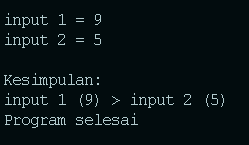 input 1 = 9
input 2 = 5
Kesimpulan:
input 1 (9) > input 2 (5)
Program selesai